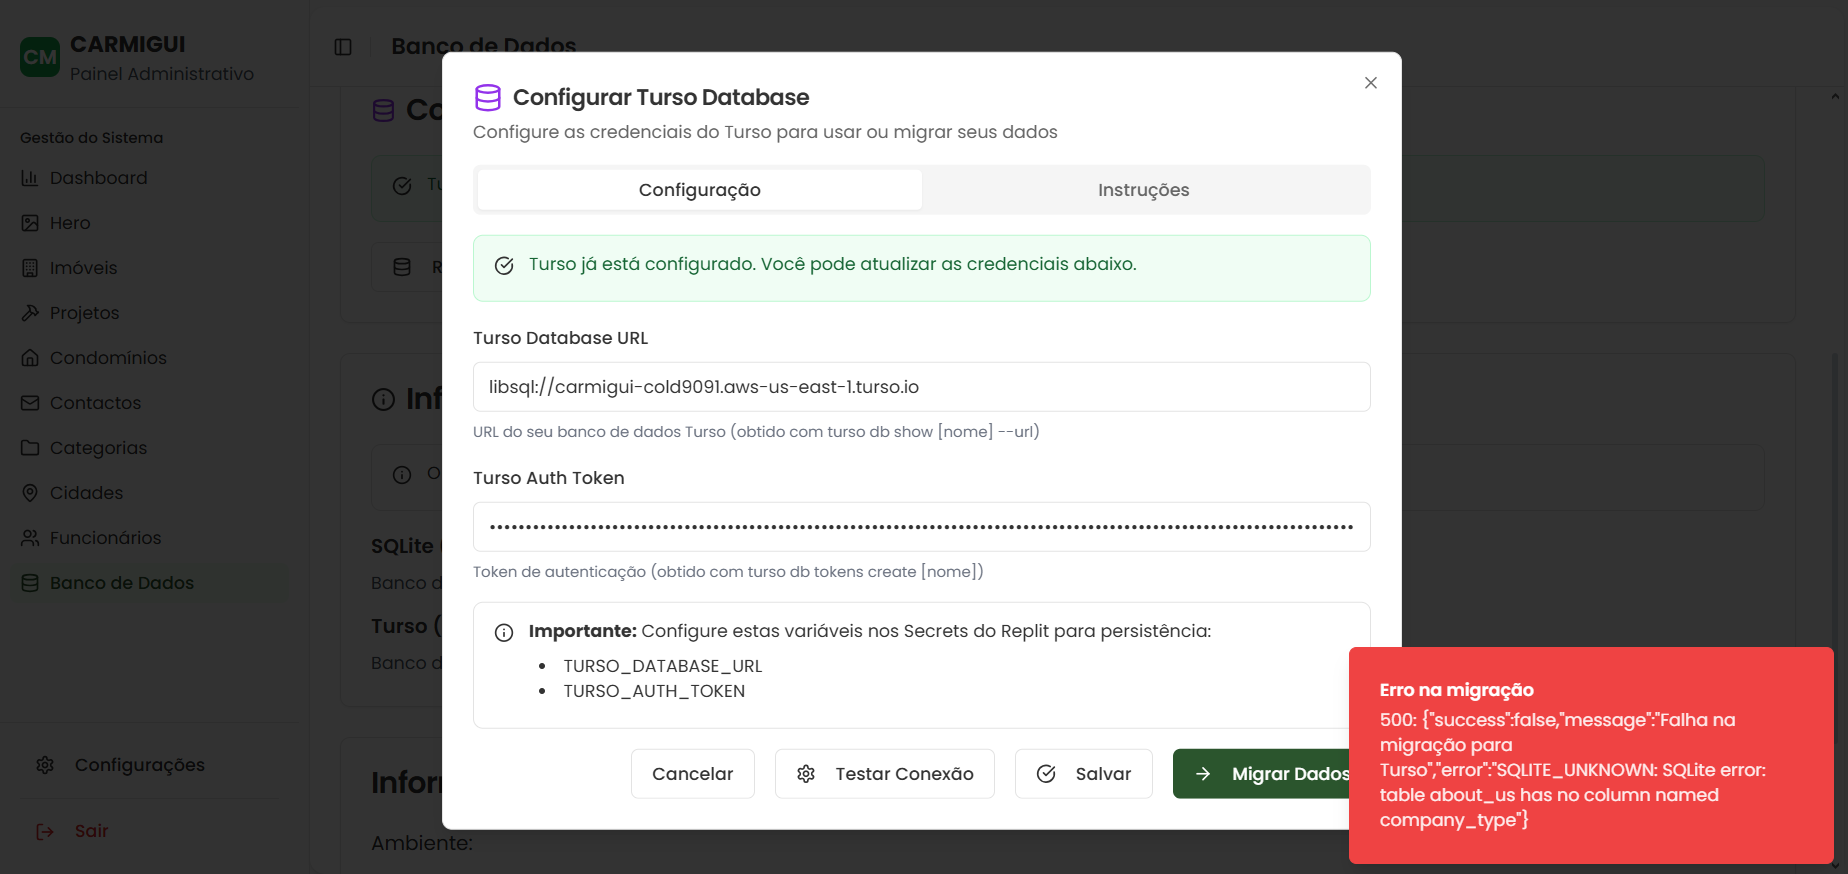 CM
CARMIGUI
Painel Administrativo
Gestão do Sistema
Dashboard
Hero
Imóveis
Projetos
Condomínios
Contactos
Categorias
Cidades
Funcionários
Banco de Dados
Configurações
Sair
Banco de Dados
Co
Tu
R
Inf
O
SQLite (
Banco d
Turso (
Banco d
Infor
Ambiente:
Configurar Turso Database
Configure as credenciais do Turso para usar ou migrar seus dados
Configuração
Instruções
Turso já está configurado. Você pode atualizar as credenciais abaixo.
Turso Database URL
libsql://carmigui-cold9091.aws-us-east-1.turso.io
URL do seu banco de dados Turso (obtido com turso db show [nome] --url)
Turso Auth Token
Token de autenticação (obtido com turso db tokens create [nome])
Importante: Configure estas variáveis nos Secrets do Replit para persistência:
• TURSO_DATABASE_URL
• TURSO_AUTH_TOKEN
Cancelar
Testar Conexão
Salvar
Migrar Dados
Erro na migração
500: {"success":false,"message":"Falha na
migração para
Turso","error":"SQLITE_UNKNOWN: SQLite error:
table about_us has no column named
company_type"}